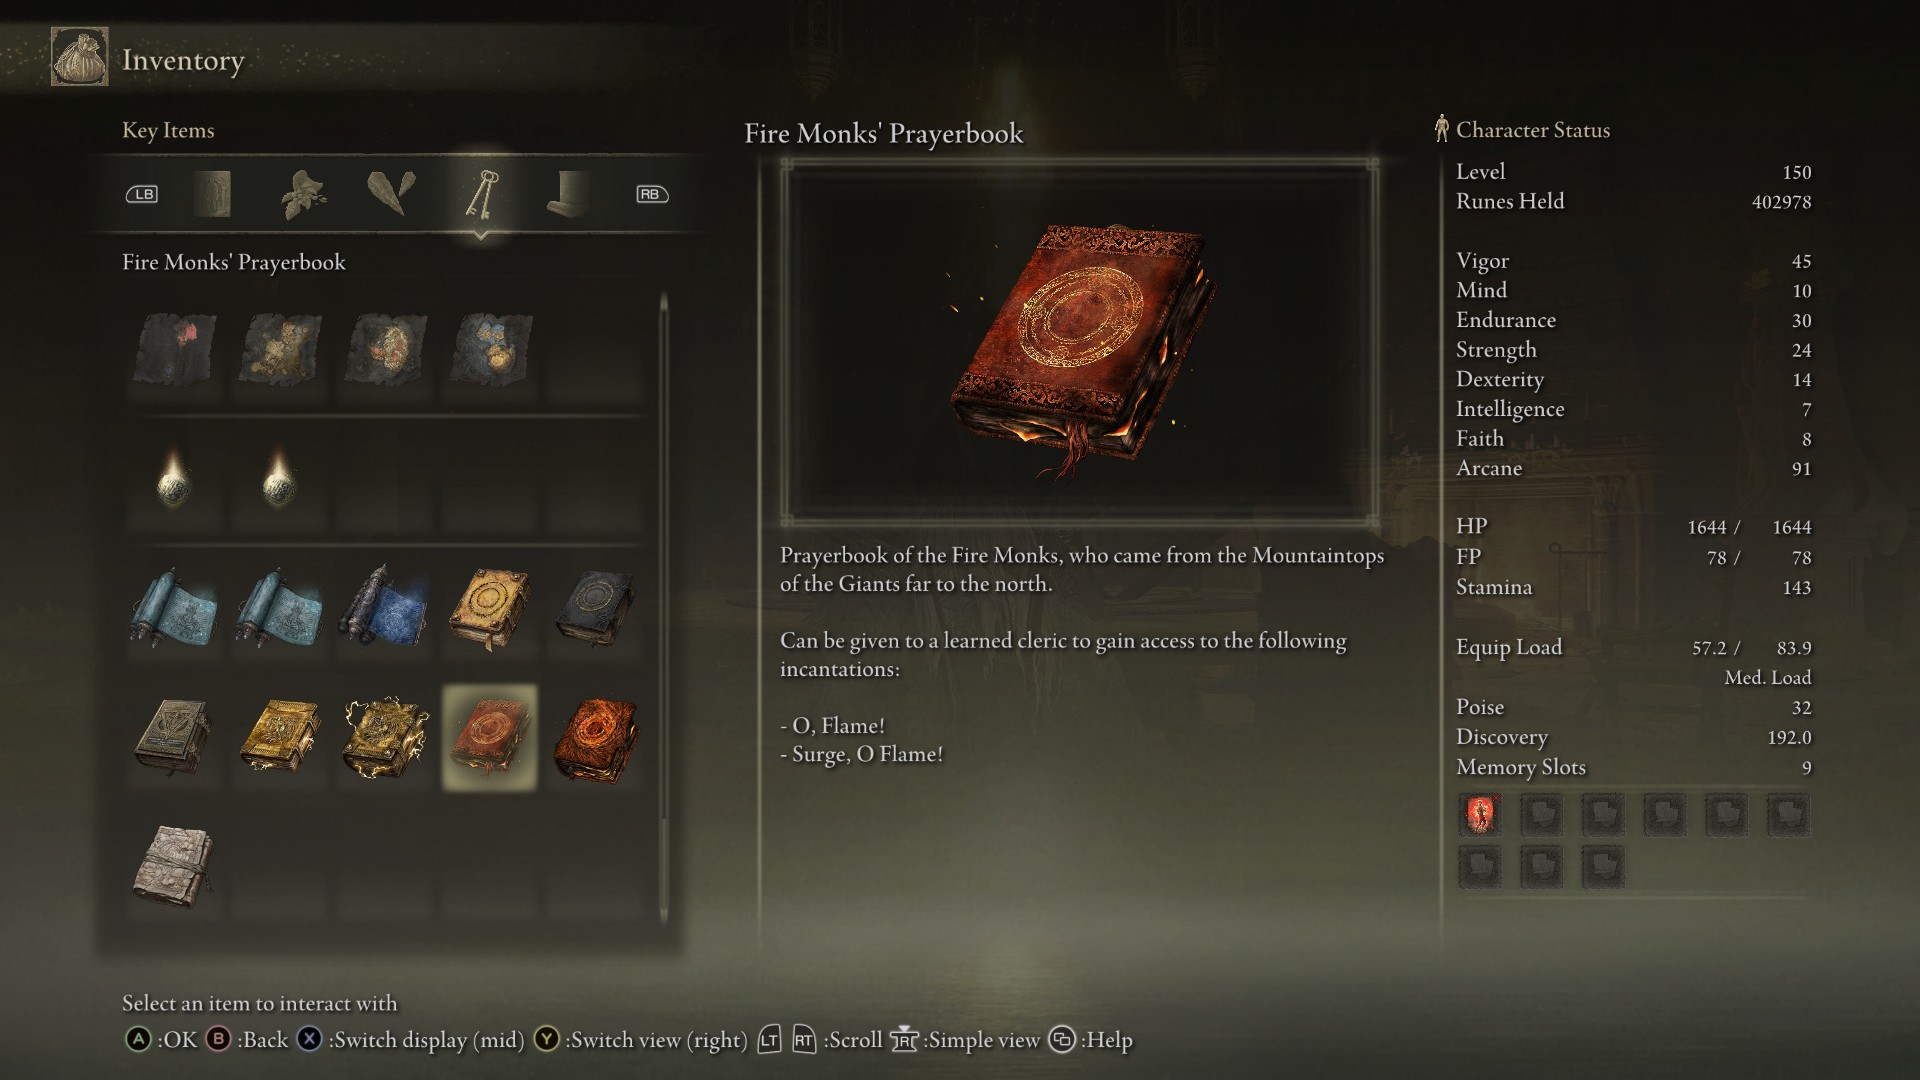 Inventory
Key Items
LB
RB
Fire Monks' Prayerbook
Fire Monks' Prayerbook
Prayerbook of the Fire Monks, who came from the Mountaintops
of the Giants far to the north.
Can be given to a learned cleric to gain access to the following
incantations:
- O, Flame!
- Surge, O Flame!
Character Status
Level 150
Runes Held 402978
Vigor 45
Mind 10
Endurance 30
Strength 24
Dexterity 14
Intelligence 7
Faith 8
Arcane 91
HP 1644 / 1644
FP 78 / 78
Stamina 143
Equip Load 57.2 / 83.9
Med. Load
Poise 32
Discovery 192.0
Memory Slots 9
Select an item to interact with
A :OK B :Back X :Switch display (mid) Y :Switch view (right) LT RT :Scroll R :Simple view :Help